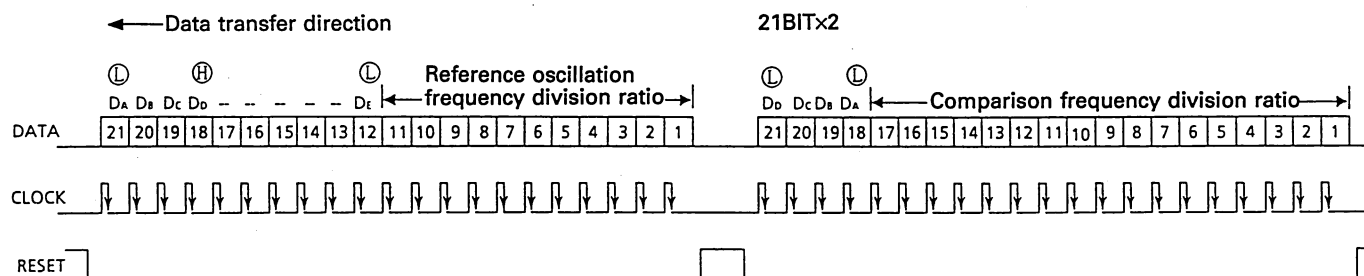 Data transfer direction 21BIT×2
Ⓛ Ⓗ Ⓛ Reference oscillation Ⓛ Ⓛ
DA DB DC DD – – – – – DE frequency division ratio DD DC DB DA Comparison frequency division ratio
DATA 21 20 19 18 17 16 15 14 13 12 11 10 9 8 7 6 5 4 3 2 1 21 20 19 18 17 16 15 14 13 12 11 10 9 8 7 6 5 4 3 2 1
CLOCK
RESET